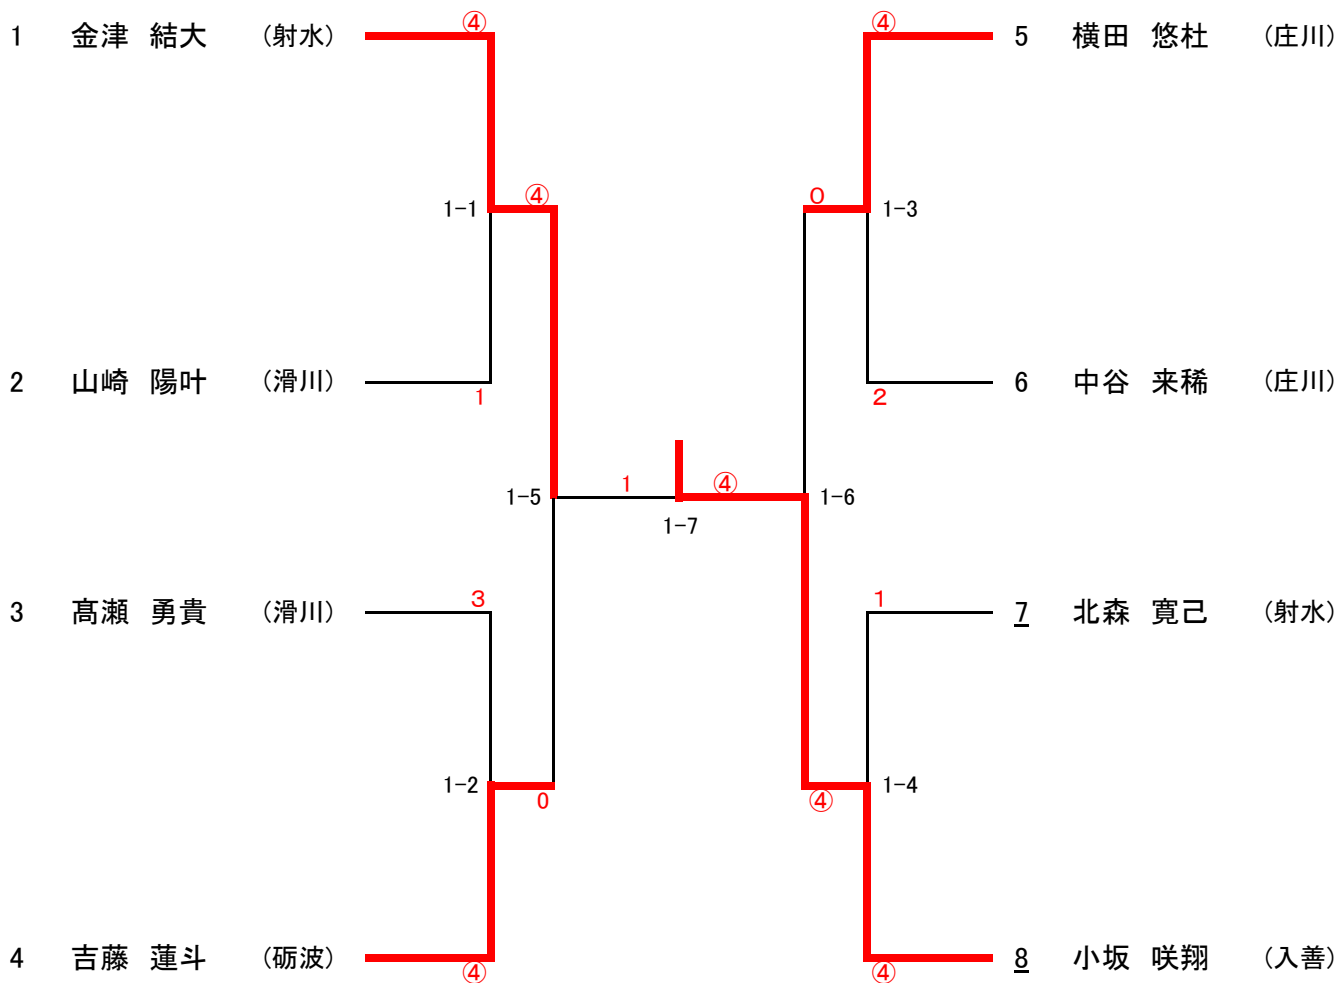 ④ ④
1 金津 結大 （射水） 5 横田 悠杜 （庄川）
④ 0
1-1 1-3
2 山崎 陽叶 （滑川） 6 中谷 来稀 （庄川）
1 2
1 ④
1-5 1-6
1-7
3 1
3 髙瀬 勇貴 （滑川） 7 北森 寛己 （射水）
1-2 1-4
0 ④
4 吉藤 蓮斗 （砺波） 8 小坂 咲翔 （入善）
④ ④